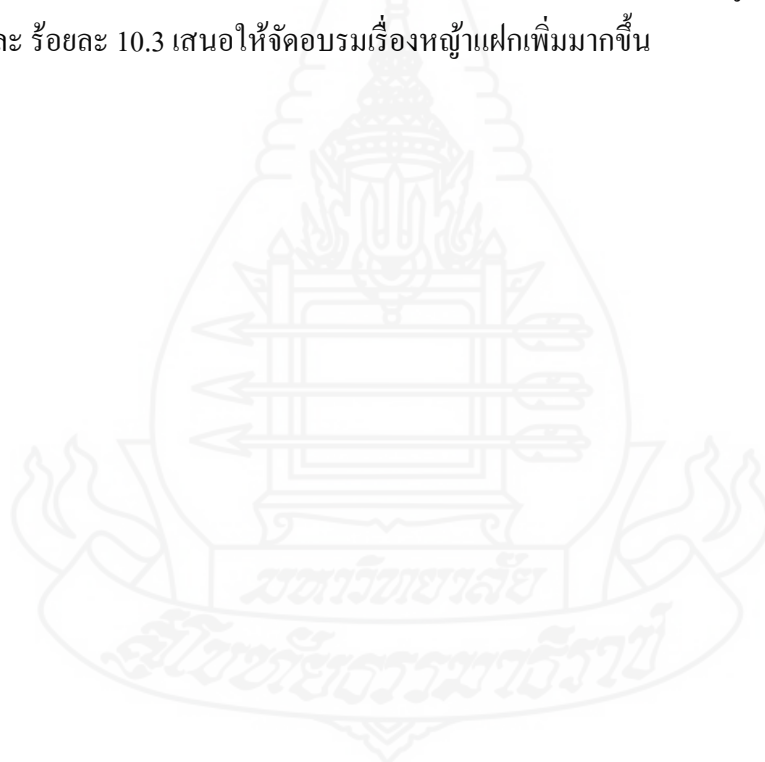 ละ ร้อยละ 10.3 เสนอให้จัดอบรมเรื่องหญ้าแฝกเพิ่มมากขึ้น
มหาวิทยาลัย
สุโขทัยธรรมาธิราช